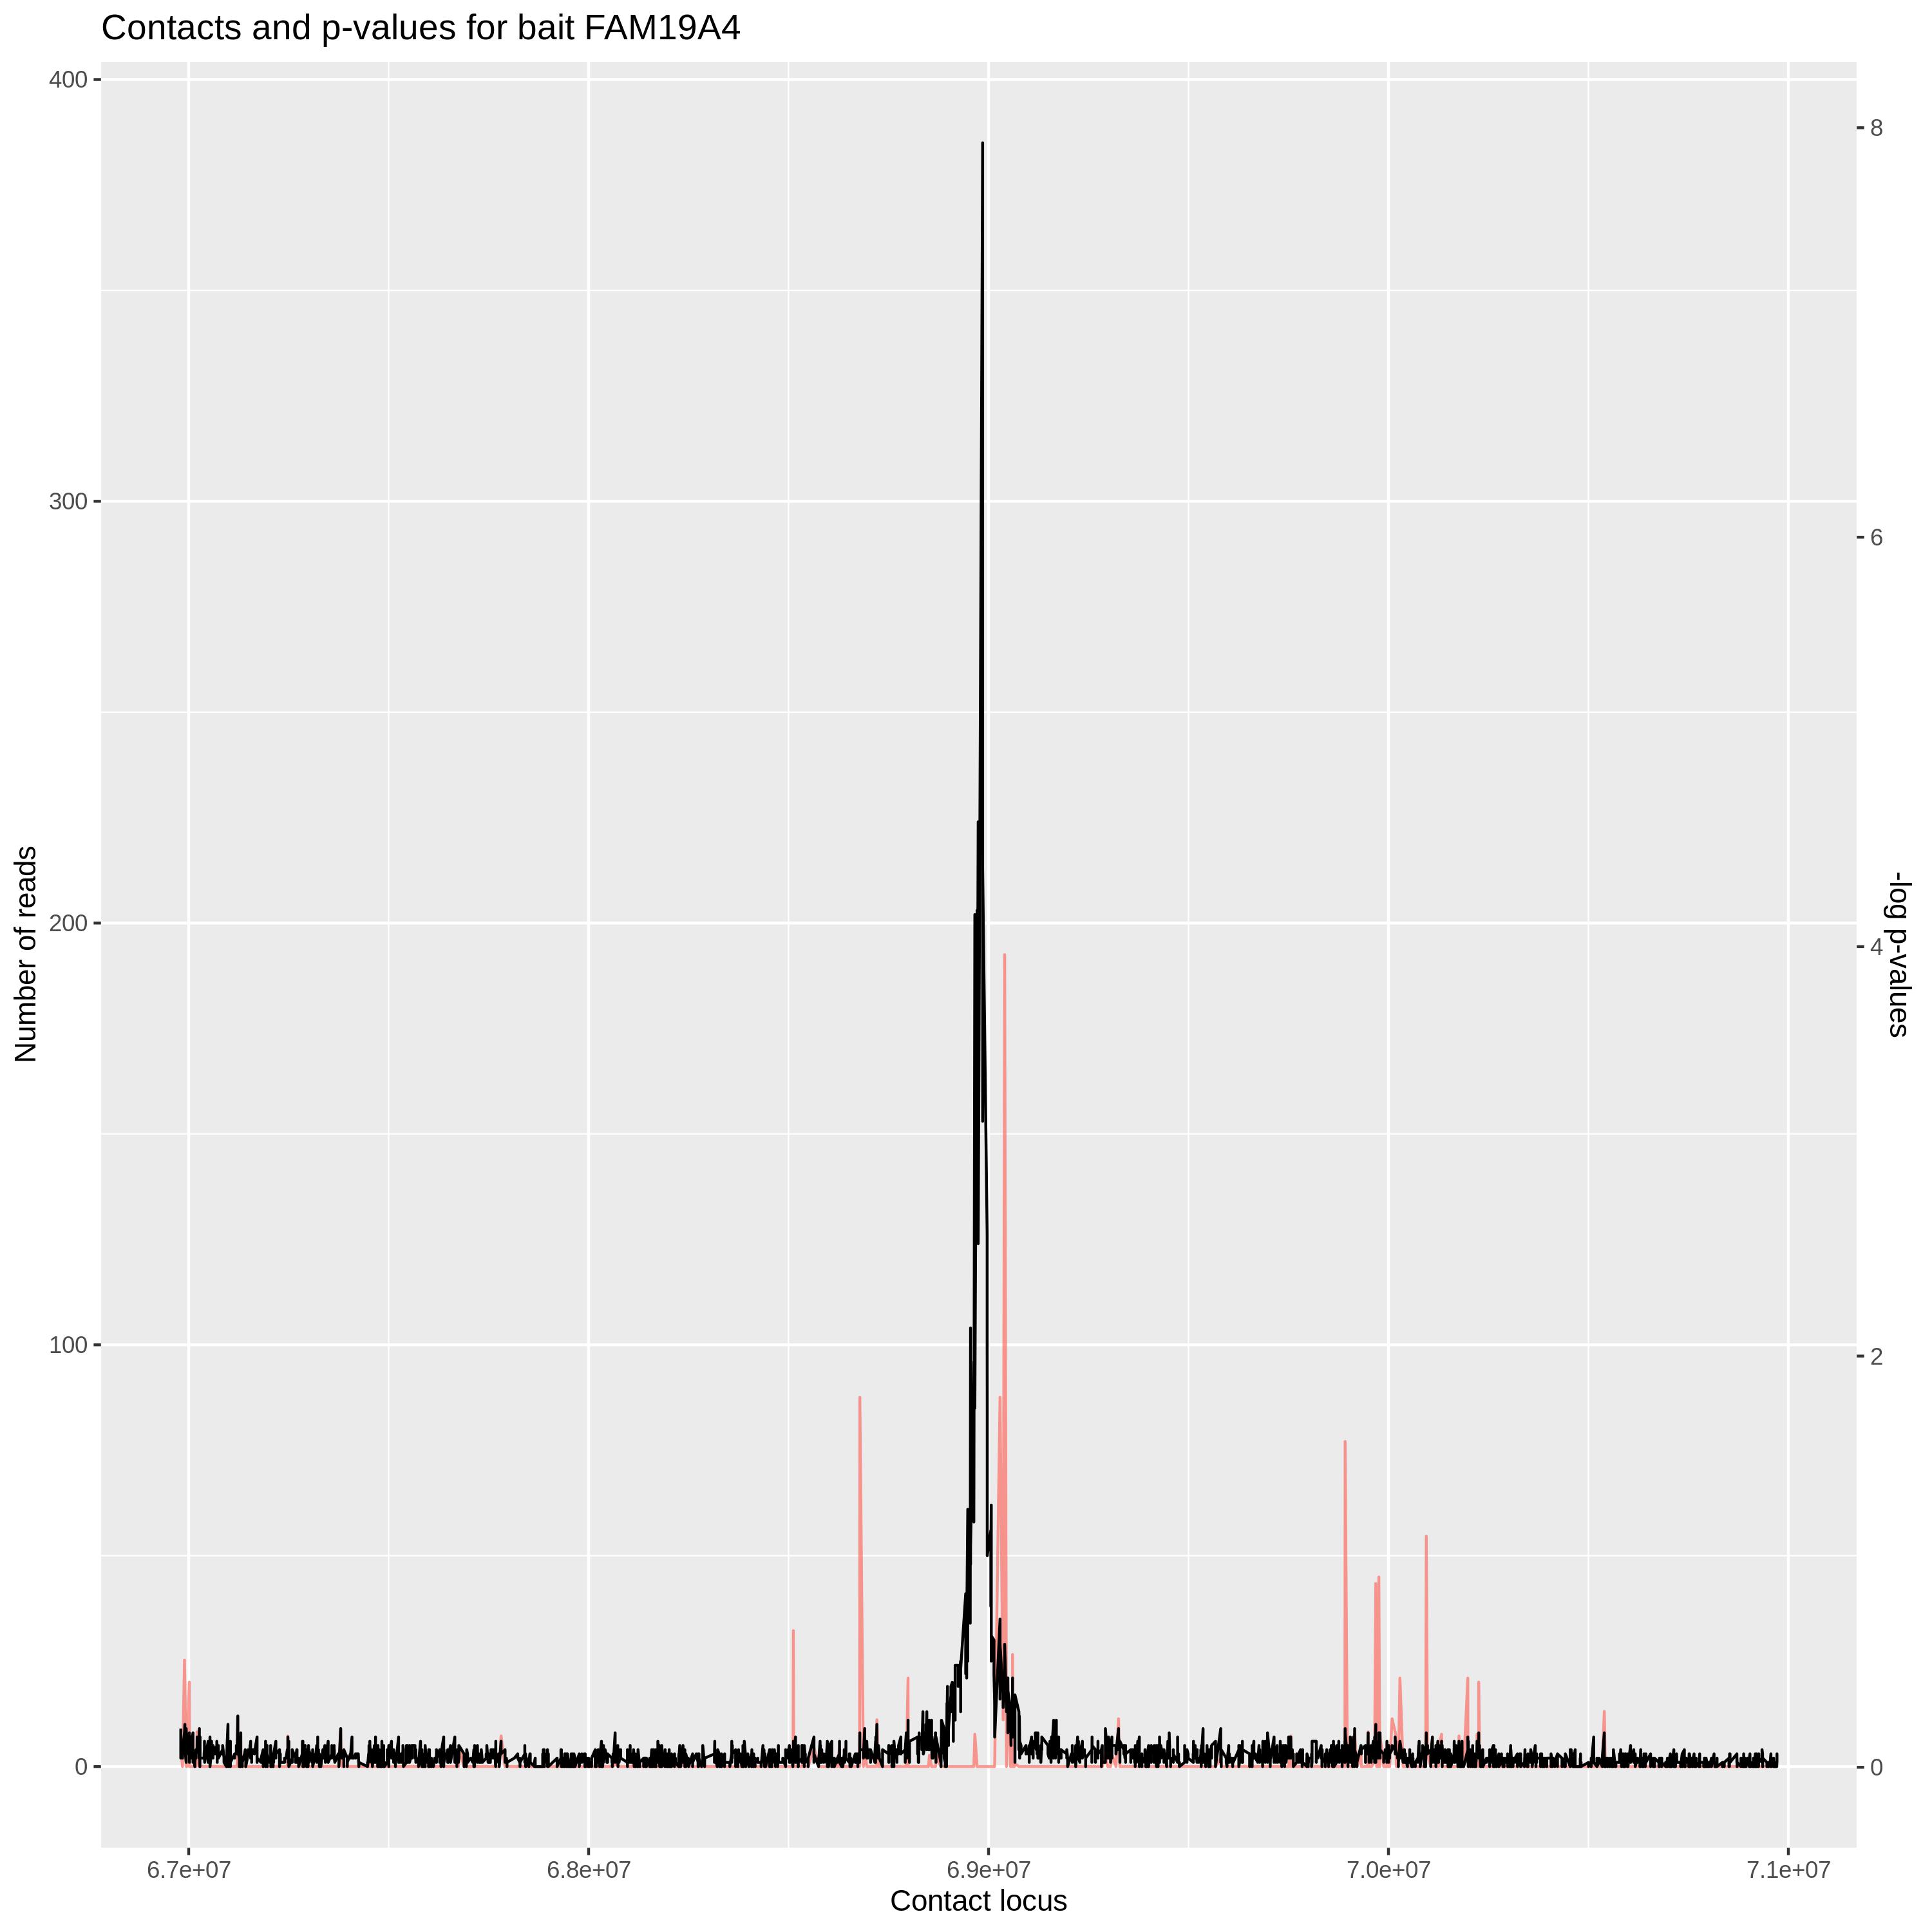 Contacts and p-values for bait FAM19A4
400
300
200
100
0
Number of reads
8
6
4
2
0
-log p-values
6.7e+07 6.8e+07 6.9e+07 7.0e+07 7.1e+07
Contact locus